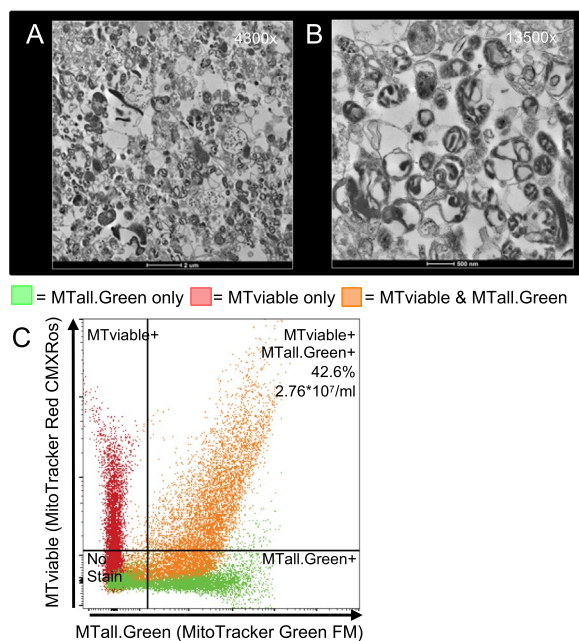 A
4300x
B
13500x
2 um
500 nm
= MTall.Green only
= MTviable only
= MTviable & MTall.Green
C
MTviable (MitoTracker Red CMXRos)
MTviable+
MTviable+
MTall.Green+
42.6%
2.76*10⁷/ml
No
Stain
MTall.Green+
MTall.Green (MitoTracker Green FM)